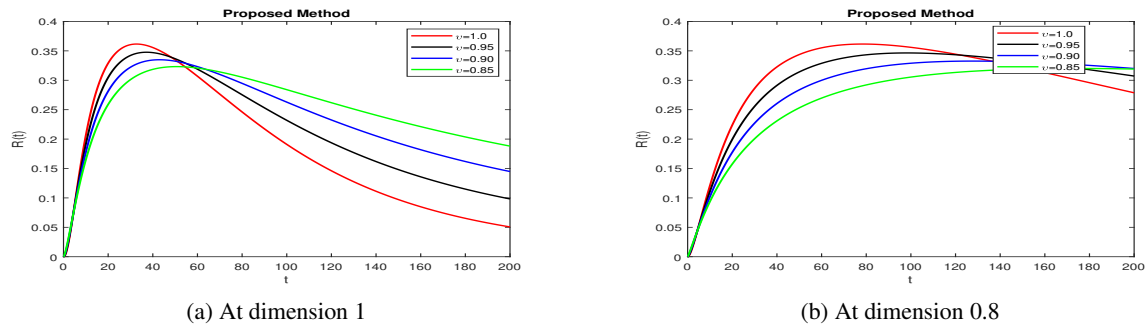 Proposed Method
υ=1.0
υ=0.95
υ=0.90
υ=0.85
R(t)
0.4
0.35
0.3
0.25
0.2
0.15
0.1
0.05
0
0 20 40 60 80 100 120 140 160 180 200
t
(a) At dimension 1
Proposed Method
υ=1.0
υ=0.95
υ=0.90
υ=0.85
R(t)
0.4
0.35
0.3
0.25
0.2
0.15
0.1
0.05
0
0 20 40 60 80 100 120 140 160 180 200
t
(b) At dimension 0.8